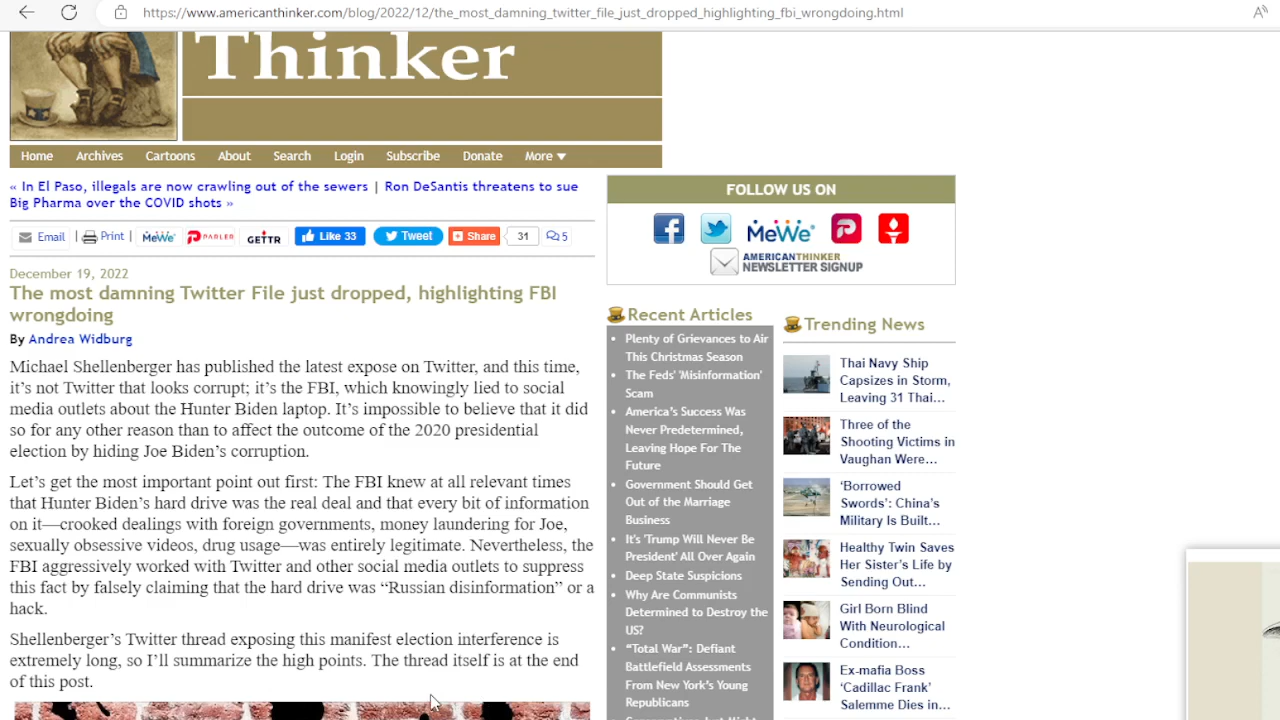 https://www.americanthinker.com/blog/2022/12/the_most_damning_twitter_file_just_dropped_highlighting_fbi_wrongdoing.html
Thinker
Home Archives Cartoons About Search Login Subscribe Donate More ▼
« In El Paso, illegals are now crawling out of the sewers | Ron DeSantis threatens to sue
Big Pharma over the COVID shots »
Email | Print | MeWe PARLER GETTR Like 33 Tweet Share 31 5
December 19, 2022
The most damning Twitter File just dropped, highlighting FBI
wrongdoing
By Andrea Widburg
Michael Shellenberger has published the latest expose on Twitter, and this time,
it’s not Twitter that looks corrupt; it’s the FBI, which knowingly lied to social
media outlets about the Hunter Biden laptop. It’s impossible to believe that it did
so for any other reason than to affect the outcome of the 2020 presidential
election by hiding Joe Biden’s corruption.
Let’s get the most important point out first: The FBI knew at all relevant times
that Hunter Biden’s hard drive was the real deal and that every bit of information
on it—crooked dealings with foreign governments, money laundering for Joe,
sexually obsessive videos, drug usage—was entirely legitimate. Nevertheless, the
FBI aggressively worked with Twitter and other social media outlets to suppress
this fact by falsely claiming that the hard drive was “Russian disinformation” or a
hack.
Shellenberger’s Twitter thread exposing this manifest election interference is
extremely long, so I’ll summarize the high points. The thread itself is at the end
of this post.
FOLLOW US ON
MeWe
AMERICANTHINKER
NEWSLETTER SIGNUP
Recent Articles
Plenty of Grievances to Air
This Christmas Season
The Feds' 'Misinformation'
Scam
America’s Success Was
Never Predetermined,
Leaving Hope For The
Future
Government Should Get
Out of the Marriage
Business
It's 'Trump Will Never Be
President' All Over Again
Deep State Suspicions
Why Are Communists
Determined to Destroy the
US?
“Total War”: Defiant
Battlefield Assessments
From New York’s Young
Republicans
Trending News
Thai Navy Ship
Capsizes in Storm,
Leaving 31 Thai…
Three of the
Shooting Victims in
Vaughan Were…
‘Borrowed
Swords’: China’s
Military Is Built…
Healthy Twin Saves
Her Sister’s Life by
Sending Out…
Girl Born Blind
With Neurological
Condition…
Ex-mafia Boss
‘Cadillac Frank’
Salemme Dies in…